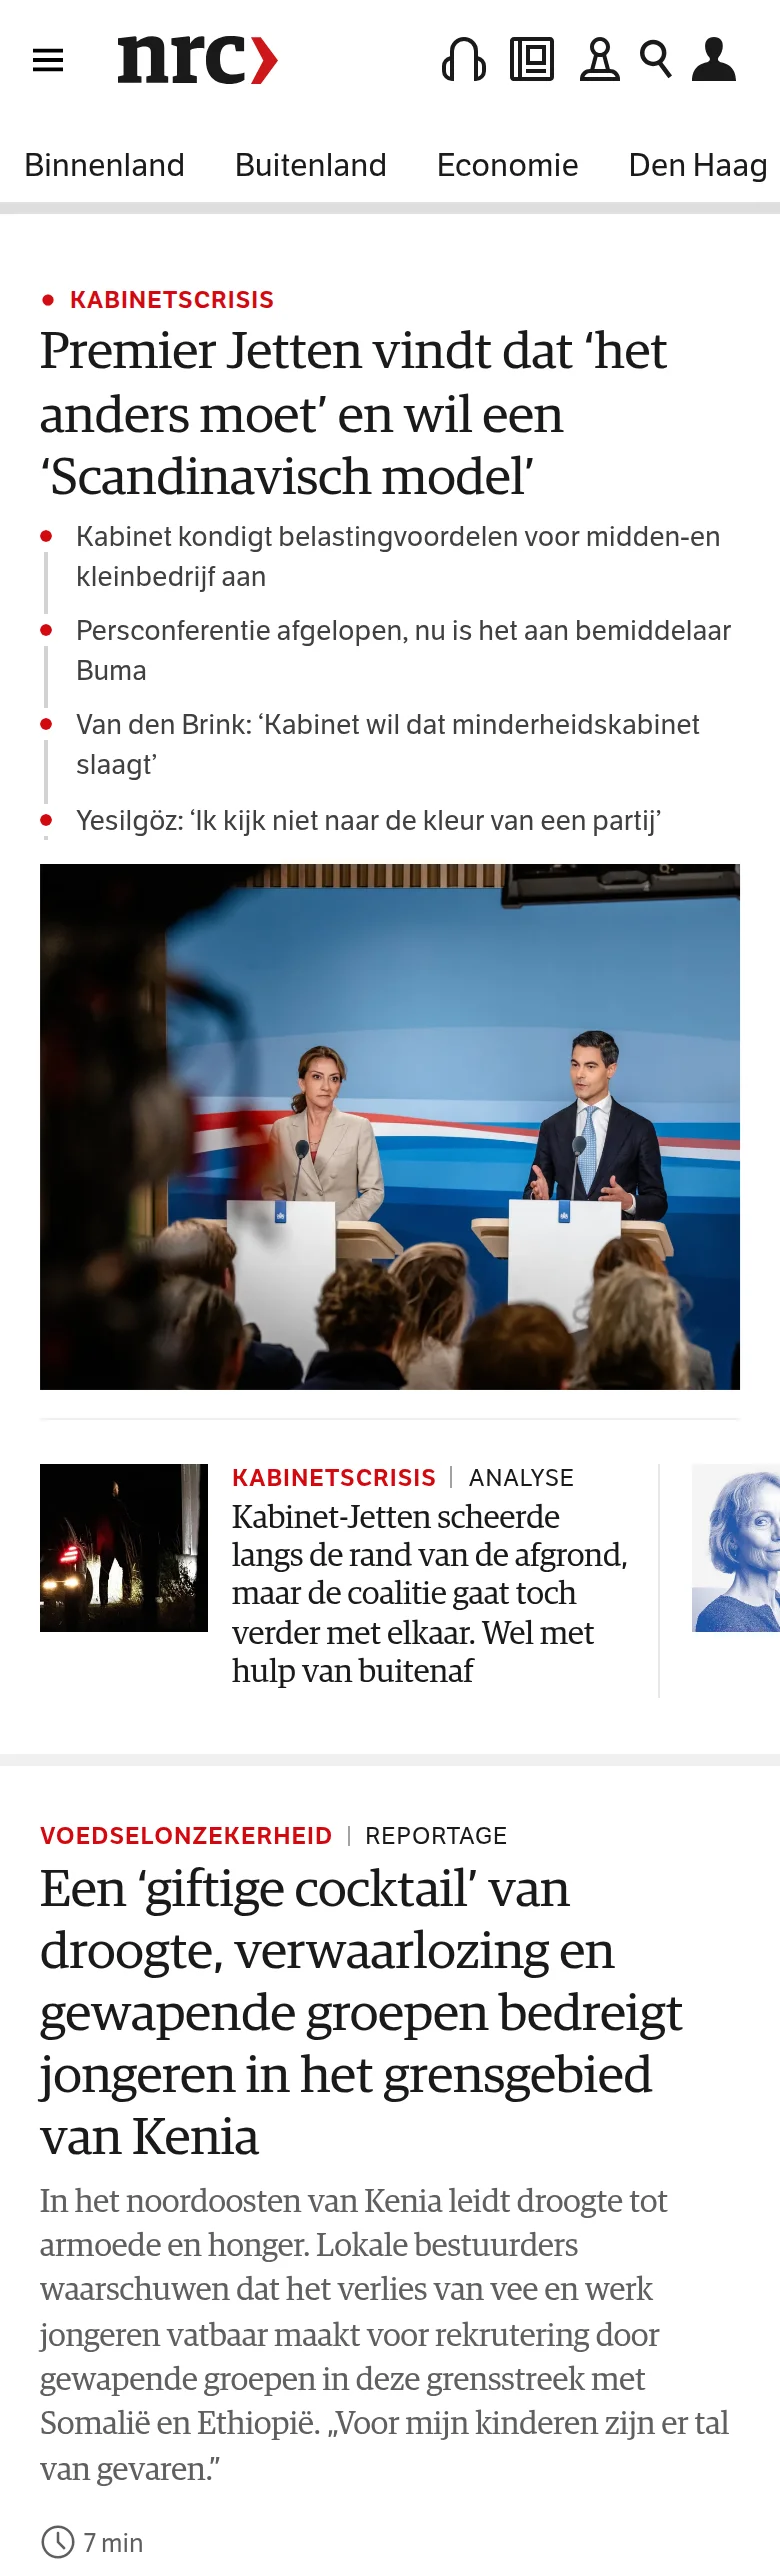 nrc
Binnenland Buitenland Economie Den Haag
KABINETSCRISIS
Premier Jetten vindt dat ‘het
anders moet’ en wil een
‘Scandinavisch model’
Kabinet kondigt belastingvoordelen voor midden-en
kleinbedrijf aan
Persconferentie afgelopen, nu is het aan bemiddelaar
Buma
Van den Brink: ‘Kabinet wil dat minderheidskabinet
slaagt’
Yesilgöz: ‘Ik kijk niet naar de kleur van een partij’
KABINETSCRISIS | ANALYSE
Kabinet-Jetten scheerde
langs de rand van de afgrond,
maar de coalitie gaat toch
verder met elkaar. Wel met
hulp van buitenaf
VOEDSELONZEKERHEID | REPORTAGE
Een ‘giftige cocktail’ van
droogte, verwaarlozing en
gewapende groepen bedreigt
jongeren in het grensgebied
van Kenia
In het noordoosten van Kenia leidt droogte tot
armoede en honger. Lokale bestuurders
waarschuwen dat het verlies van vee en werk
jongeren vatbaar maakt voor rekrutering door
gewapende groepen in deze grensstreek met
Somalië en Ethiopië. „Voor mijn kinderen zijn er tal
van gevaren.”
7 min